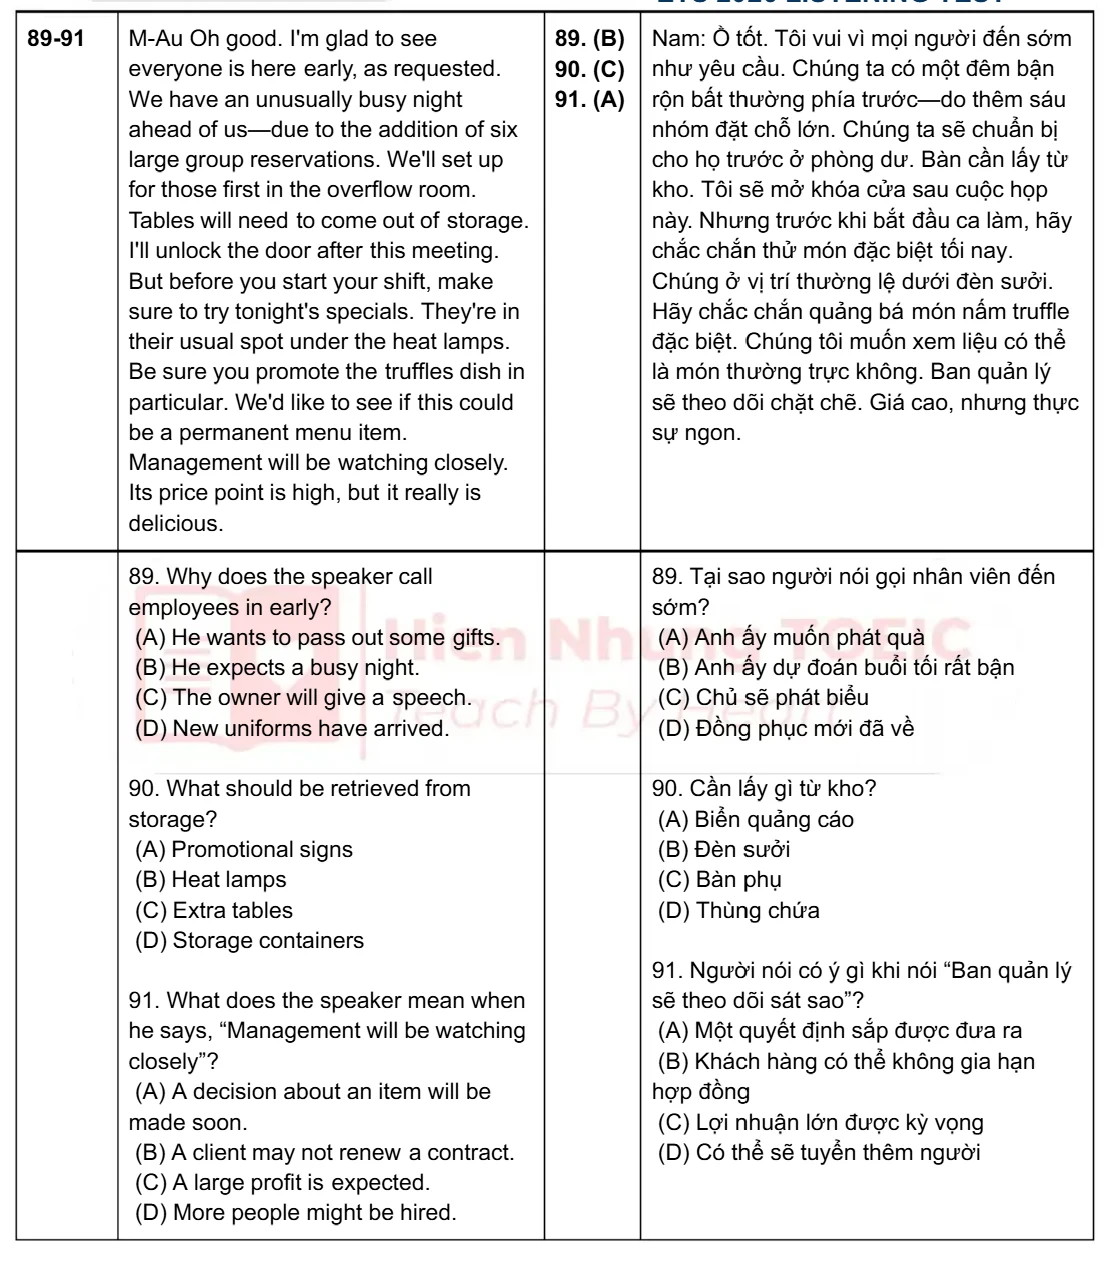 ETS 2026 LISTENING TEST
89-91
M-Au Oh good. I'm glad to see
everyone is here early, as requested.
We have an unusually busy night
ahead of us—due to the addition of six
large group reservations. We'll set up
for those first in the overflow room.
Tables will need to come out of storage.
I'll unlock the door after this meeting.
But before you start your shift, make
sure to try tonight's specials. They're in
their usual spot under the heat lamps.
Be sure you promote the truffles dish in
particular. We'd like to see if this could
be a permanent menu item.
Management will be watching closely.
Its price point is high, but it really is
delicious.
89. (B)
90. (C)
91. (A)
Nam: Ồ tốt. Tôi vui vì mọi người đến sớm
như yêu cầu. Chúng ta có một đêm bận
rộn bất thường phía trước—do thêm sáu
nhóm đặt chỗ lớn. Chúng ta sẽ chuẩn bị
cho họ trước ở phòng dư. Bàn cần lấy từ
kho. Tôi sẽ mở khóa cửa sau cuộc họp
này. Nhưng trước khi bắt đầu ca làm, hãy
chắc chắn thử món đặc biệt tối nay.
Chúng ở vị trí thường lệ dưới đèn sưởi.
Hãy chắc chắn quảng bá món nấm truffle
đặc biệt. Chúng tôi muốn xem liệu có thể
là món thường trực không. Ban quản lý
sẽ theo dõi chặt chẽ. Giá cao, nhưng thực
sự ngon.
89. Why does the speaker call
employees in early?
(A) He wants to pass out some gifts.
(B) He expects a busy night.
(C) The owner will give a speech.
(D) New uniforms have arrived.
90. What should be retrieved from
storage?
(A) Promotional signs
(B) Heat lamps
(C) Extra tables
(D) Storage containers
91. What does the speaker mean when
he says, “Management will be watching
closely”?
(A) A decision about an item will be
made soon.
(B) A client may not renew a contract.
(C) A large profit is expected.
(D) More people might be hired.
89. Tại sao người nói gọi nhân viên đến
sớm?
(A) Anh ấy muốn phát quà
(B) Anh ấy dự đoán buổi tối rất bận
(C) Chủ sẽ phát biểu
(D) Đồng phục mới đã về
90. Cần lấy gì từ kho?
(A) Biển quảng cáo
(B) Đèn sưởi
(C) Bàn phụ
(D) Thùng chứa
91. Người nói có ý gì khi nói “Ban quản lý
sẽ theo dõi sát sao”?
(A) Một quyết định sắp được đưa ra
(B) Khách hàng có thể không gia hạn
hợp đồng
(C) Lợi nhuận lớn được kỳ vọng
(D) Có thể sẽ tuyển thêm người
Hien Nhung TOEIC
Teach By Heart